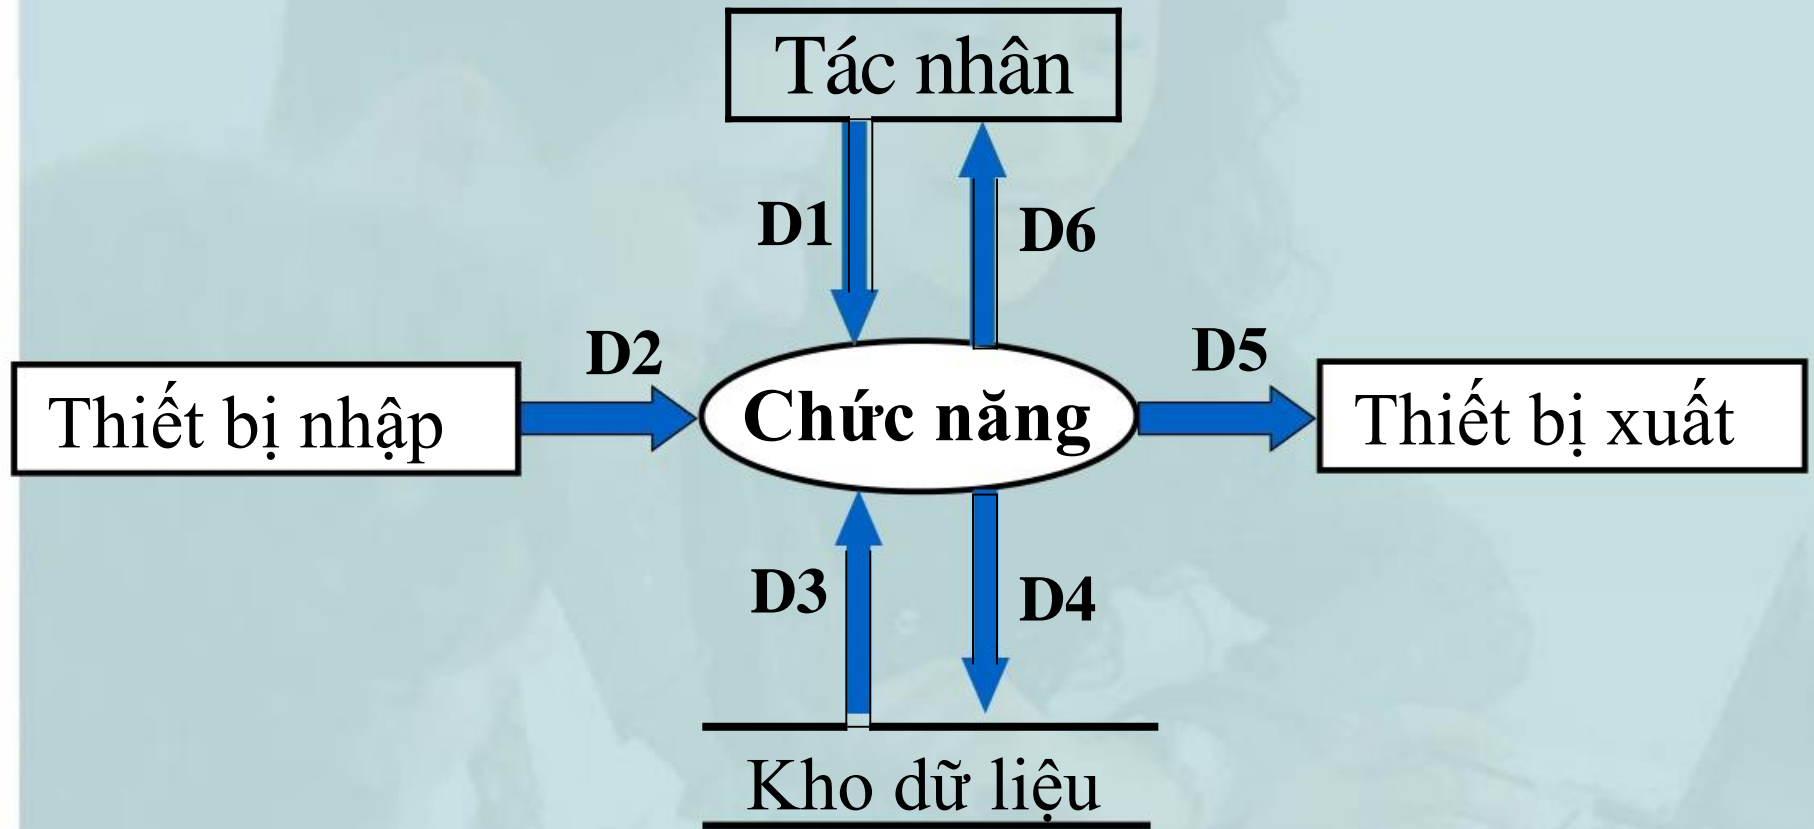 Tác nhân
D1
D6
D2
D5
Thiết bị nhập
Chức năng
Thiết bị xuất
D3
D4
Kho dữ liệu